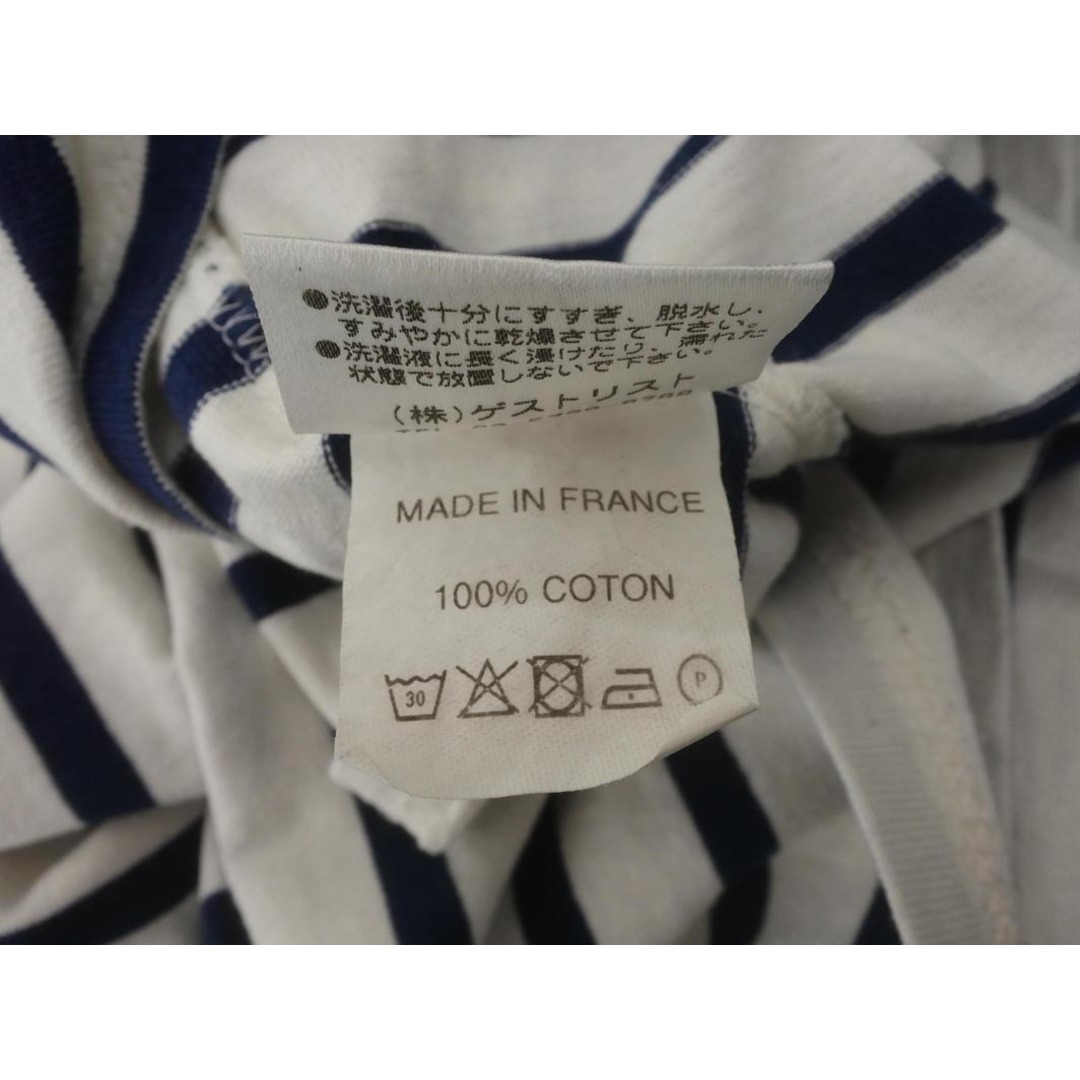 ●洗濯後十分にすすぎ、脱水し、
すみやかに乾燥させて下さい。
●洗濯液に長く浸けたり、濡れた
状態で放置しないで下さい。
(株)ゲストリスト
MADE IN FRANCE
100% COTON
30
P